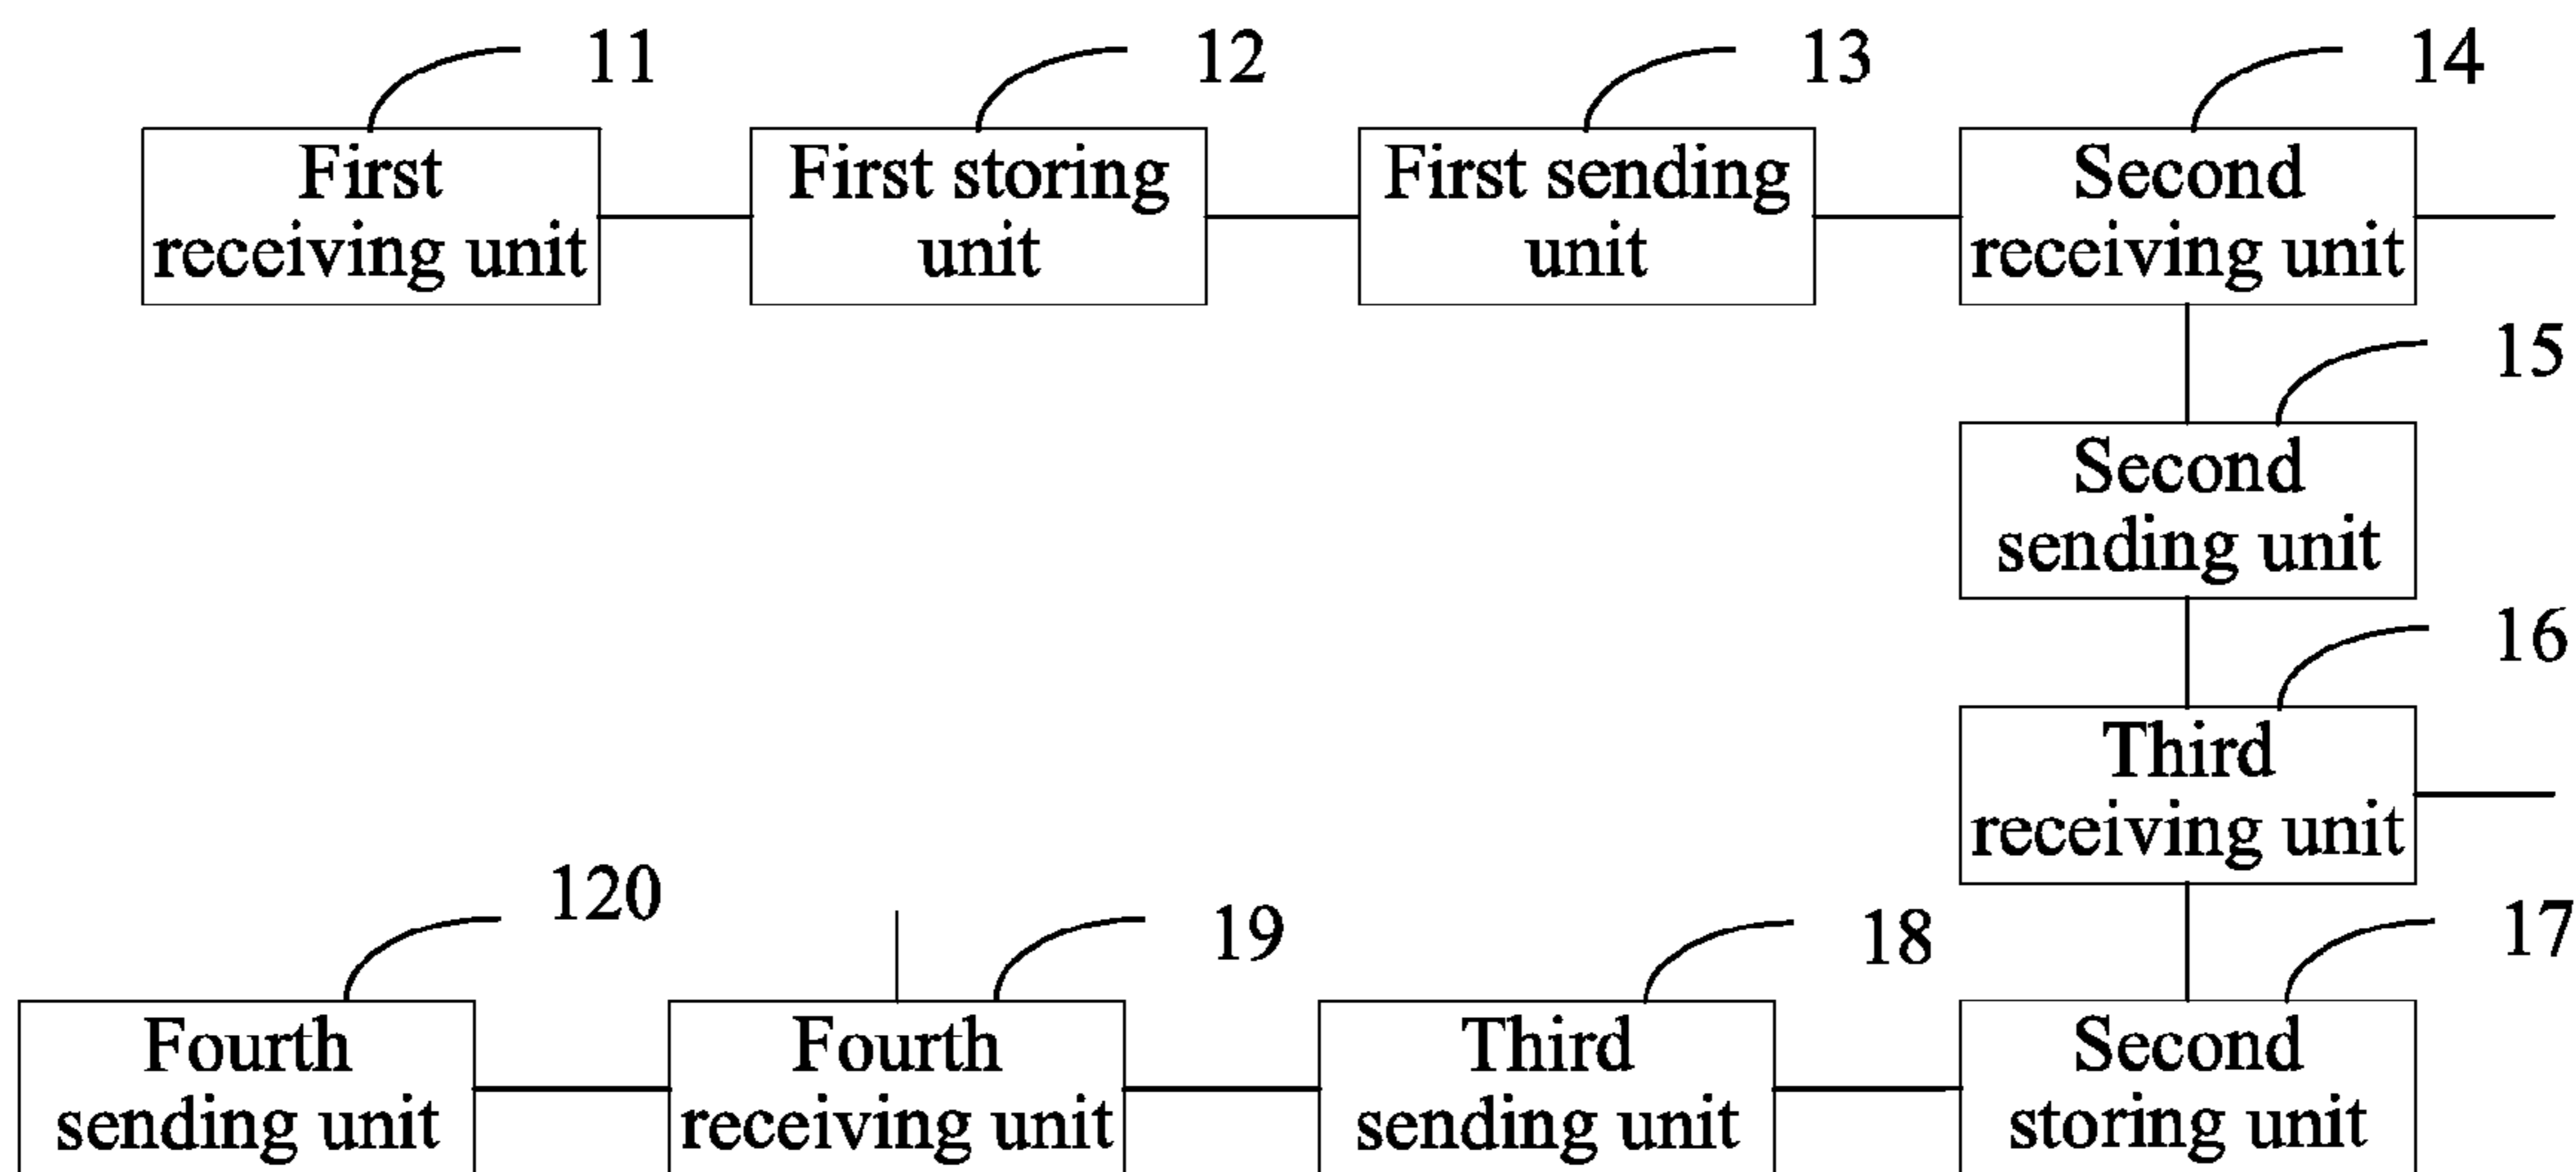 11
12
13
14
First
receiving unit
First storing
unit
First sending
unit
Second
receiving unit
15
Second
sending unit
16
Third
receiving unit
120
19
18
17
Fourth
sending unit
Fourth
receiving unit
Third
sending unit
Second
storing unit